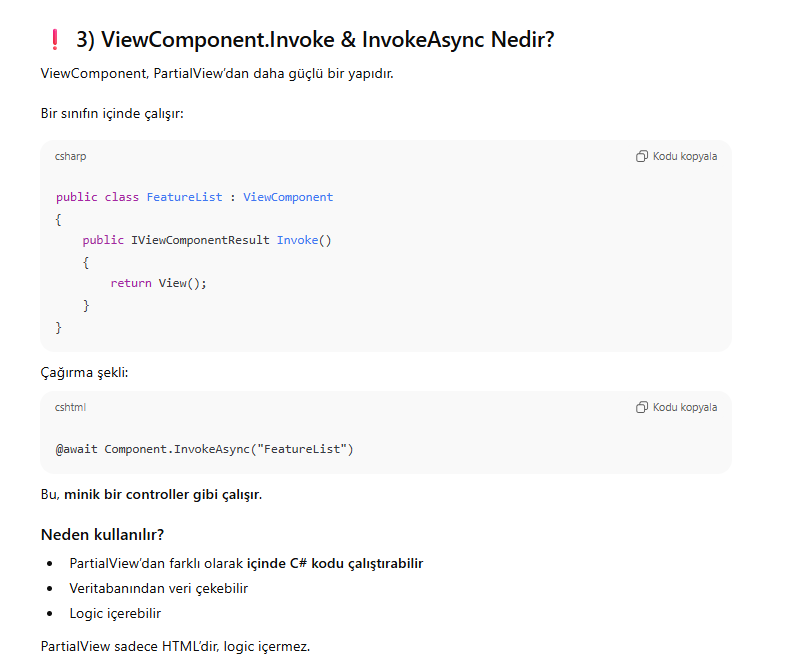 ❗ 3) ViewComponent.Invoke & InvokeAsync Nedir?
ViewComponent, PartialView'dan daha güçlü bir yapıdır.
Bir sınıfın içinde çalışır:
csharp
Kodu kopyala
public class FeatureList : ViewComponent
{
    public IViewComponentResult Invoke()
    {
        return View();
    }
}
Çağırma şekli:
cshtml
Kodu kopyala
@await Component.InvokeAsync("FeatureList")
Bu, minik bir controller gibi çalışır.
Neden kullanılır?
• PartialView'dan farklı olarak içinde C# kodu çalıştırabilir
• Veritabanından veri çekebilir
• Logic içerebilir
PartialView sadece HTML'dir, logic içermez.